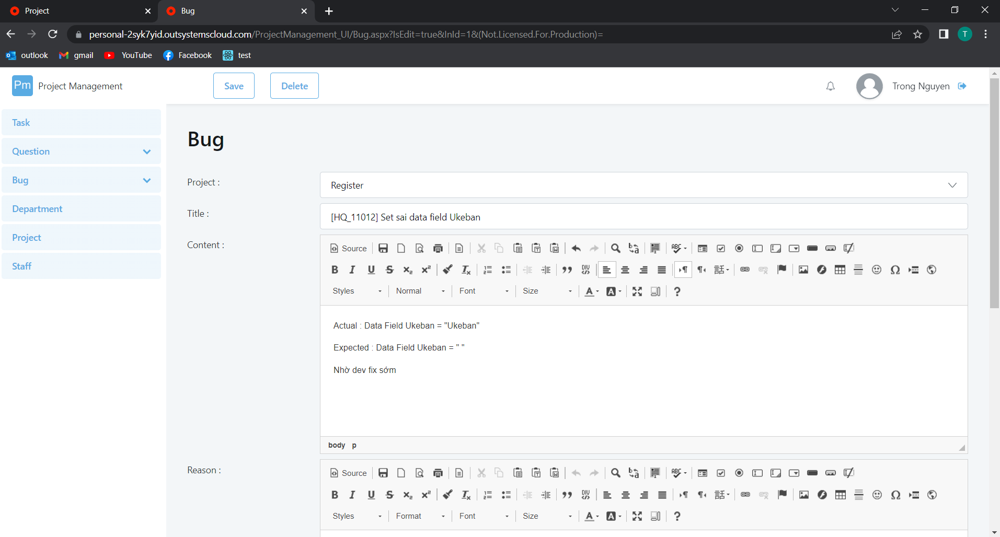 Project
Bug
personal-2syk7yid.outsystemscloud.com/ProjectManagement_UI/Bug.aspx?IsEdit=true&InId=1&(Not.Licensed.For.Production)=
T
outlook
gmail
YouTube
Facebook
test
Pm Project Management
Save
Delete
Trong Nguyen
Task
Question
Bug
Department
Project
Staff
Bug
Project :
Register
Title :
[HQ_11012] Set sai data field Ukeban
Content :
Source
Styles
Normal
Font
Size
Actual : Data Field Ukeban = "Ukeban"
Expected : Data Field Ukeban = " "
Nhờ dev fix sớm
body p
Reason :
Source
Styles
Format
Font
Size